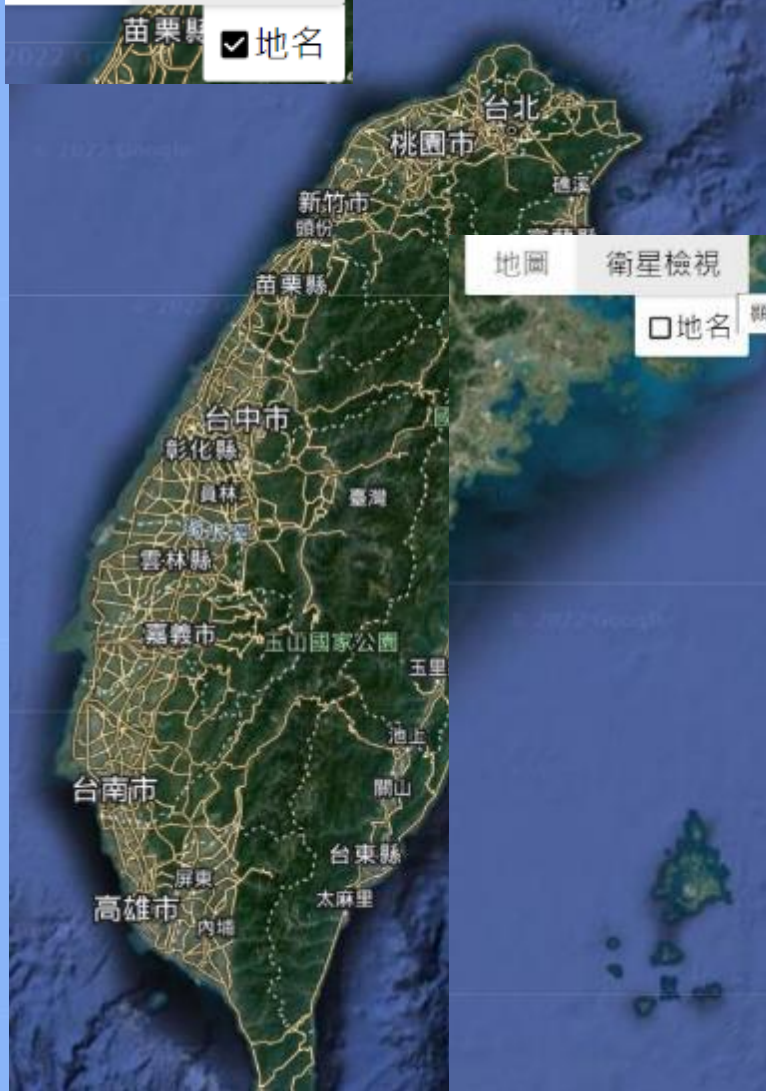 苗栗縣
地名
台北
桃園市
礁溪
新竹市
頭份
苗栗縣
地圖 衛星檢視
地名
台中市
彰化縣
員林
臺灣
濁水溪
雲林縣
嘉義市
玉山國家公園
玉里
池上
台南市
關山
台東縣
屏東
太麻里
高雄市
內埔